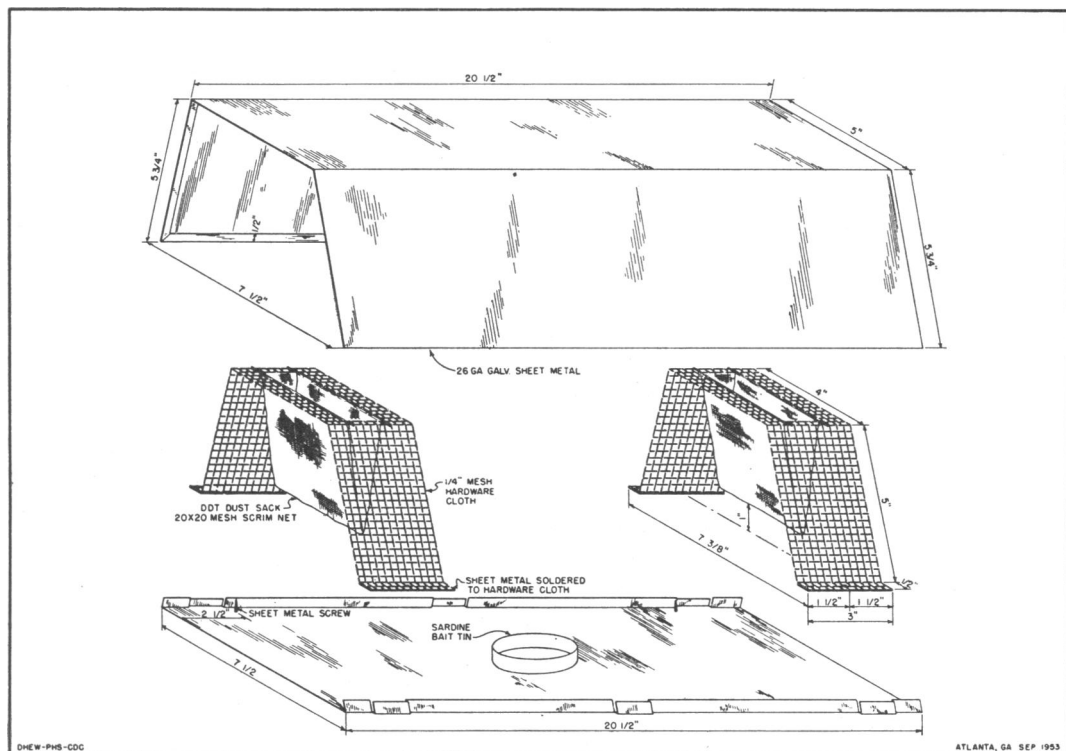 20 1/2"
5"
5 3/4"
1/2"
5 3/4"
7 1/2"
26 GA GALV. SHEET METAL
4"
1/4" MESH
HARDWARE
CLOTH
5"
DDT DUST SACK
20X20 MESH SCRIM NET
1"
7 3/8"
1/2"
SHEET METAL SOLDERED
TO HARDWARE CLOTH
1 1/2"
1 1/2"
3"
SHEET METAL SCREW
2 1/2"
SARDINE
BAIT TIN
7 1/2
20 1/2"
DHEW-PHS-CDC
ATLANTA, GA SEP 1953